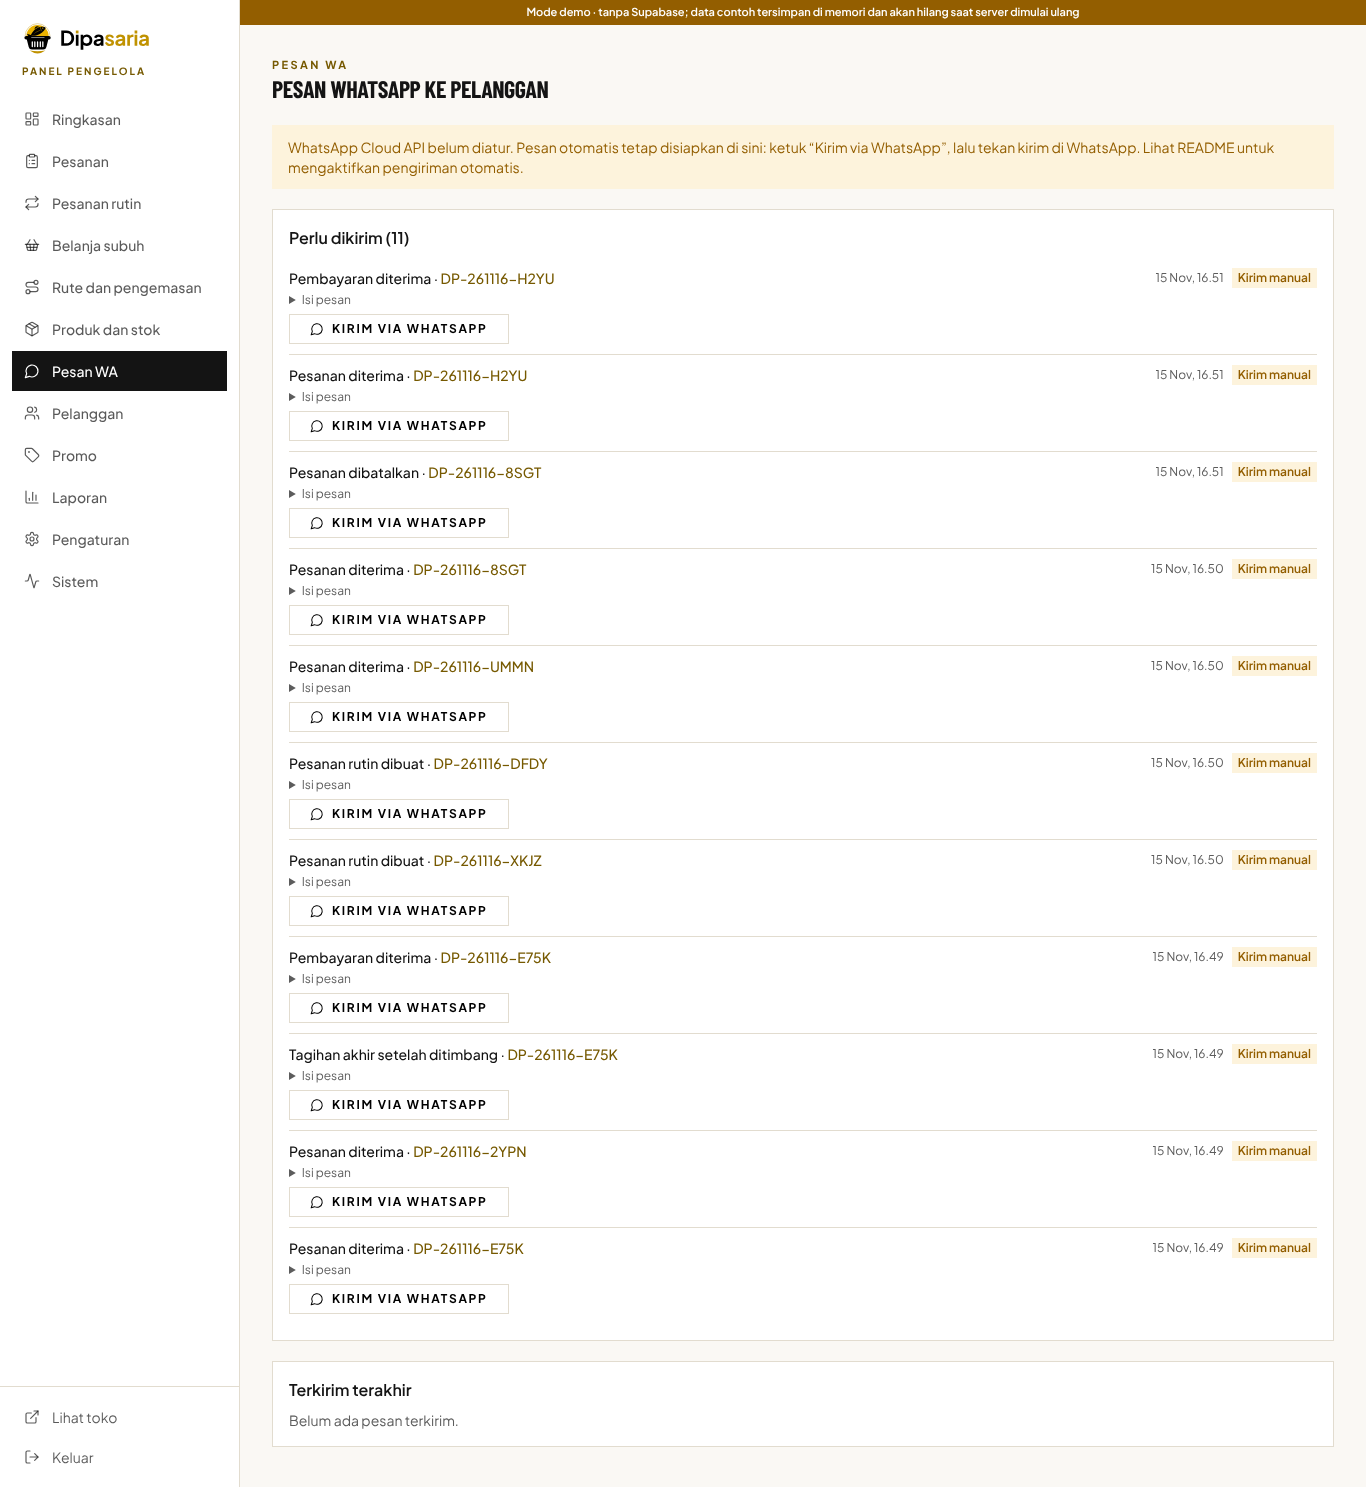 Mode demo · tanpa Supabase; data contoh tersimpan di memori dan akan hilang saat server dimulai ulang
Dipasaria
PANEL PENGELOLA
Ringkasan
Pesanan
Pesanan rutin
Belanja subuh
Rute dan pengemasan
Produk dan stok
Pesan WA
Pelanggan
Promo
Laporan
Pengaturan
Sistem
Lihat toko
Keluar
PESAN WA
PESAN WHATSAPP KE PELANGGAN
WhatsApp Cloud API belum diatur. Pesan otomatis tetap disiapkan di sini: ketuk “Kirim via WhatsApp”, lalu tekan kirim di WhatsApp. Lihat README untuk
mengaktifkan pengiriman otomatis.
Perlu dikirim (11)
Pembayaran diterima · DP-261116-H2YU 15 Nov, 16.51 Kirim manual
Isi pesan
KIRIM VIA WHATSAPP
Pesanan diterima · DP-261116-H2YU 15 Nov, 16.51 Kirim manual
Isi pesan
KIRIM VIA WHATSAPP
Pesanan dibatalkan · DP-261116-8SGT 15 Nov, 16.51 Kirim manual
Isi pesan
KIRIM VIA WHATSAPP
Pesanan diterima · DP-261116-8SGT 15 Nov, 16.50 Kirim manual
Isi pesan
KIRIM VIA WHATSAPP
Pesanan diterima · DP-261116-UMMN 15 Nov, 16.50 Kirim manual
Isi pesan
KIRIM VIA WHATSAPP
Pesanan rutin dibuat · DP-261116-DFDY 15 Nov, 16.50 Kirim manual
Isi pesan
KIRIM VIA WHATSAPP
Pesanan rutin dibuat · DP-261116-XKJZ 15 Nov, 16.50 Kirim manual
Isi pesan
KIRIM VIA WHATSAPP
Pembayaran diterima · DP-261116-E75K 15 Nov, 16.49 Kirim manual
Isi pesan
KIRIM VIA WHATSAPP
Tagihan akhir setelah ditimbang · DP-261116-E75K 15 Nov, 16.49 Kirim manual
Isi pesan
KIRIM VIA WHATSAPP
Pesanan diterima · DP-261116-2YPN 15 Nov, 16.49 Kirim manual
Isi pesan
KIRIM VIA WHATSAPP
Pesanan diterima · DP-261116-E75K 15 Nov, 16.49 Kirim manual
Isi pesan
KIRIM VIA WHATSAPP
Terkirim terakhir
Belum ada pesan terkirim.